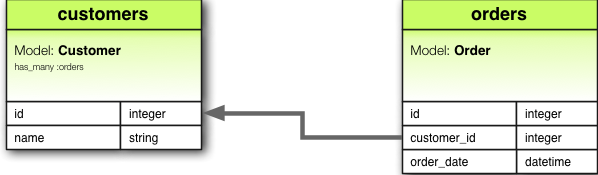 customers
Model: Customer
has_many :orders
id integer
name string
orders
Model: Order
id integer
customer_id integer
order_date datetime